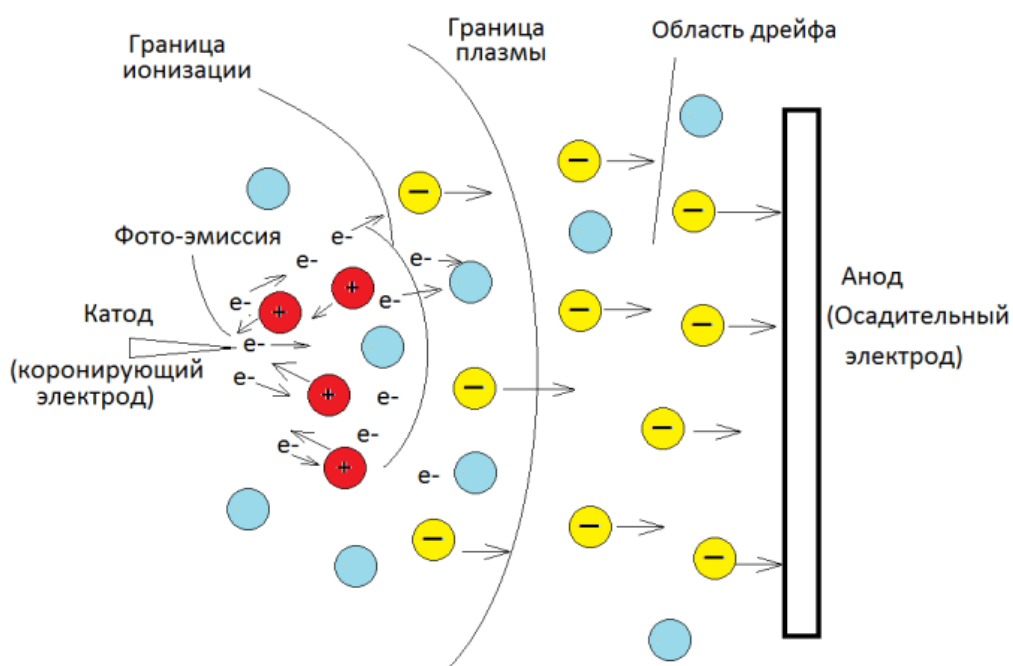 Граница
ионизации
Граница
плазмы
Область дрейфа
Фото-эмиссия
Катод
(коронирующий
электрод)
Анод
(Осадительный
электрод)
−
−
−
−
e-
e-
e-
e-
+
e-
+
e-
−
−
e-
e-
+
e-
−
−
e-
e-
+
e-
−
−
−